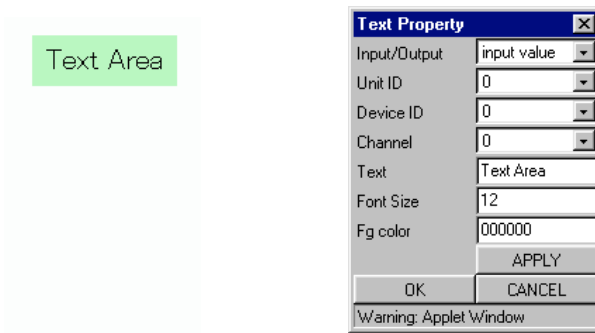 Text Area
Text Property
Input/Output input value
Unit ID 0
Device ID 0
Channel 0
Text Text Area
Font Size 12
Fg color 000000
APPLY
OK CANCEL
Warning: Applet Window